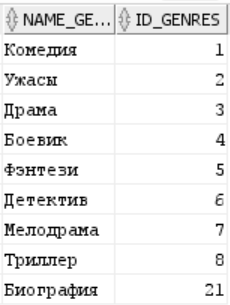 NAME_GE... ID_GENRES
Комедия 1
Ужасы 2
Драма 3
Боевик 4
Фэнтези 5
Детектив 6
Мелодрама 7
Триллер 8
Биография 21